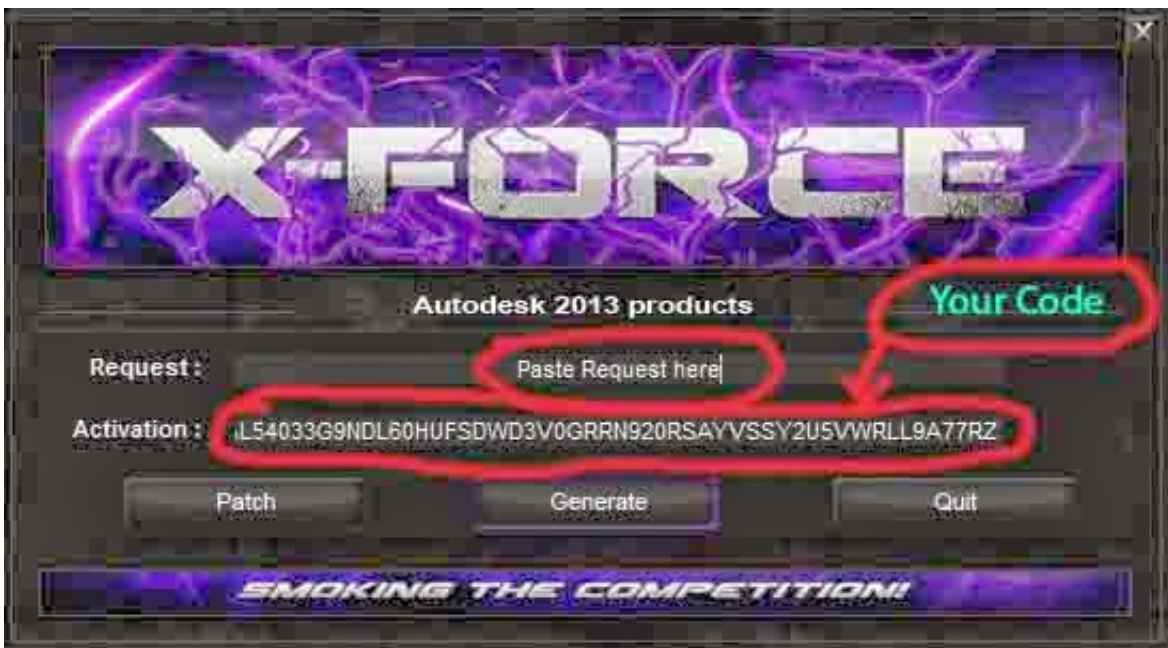 X
X-FORCE
Autodesk 2013 products
Your Code
Request :
Paste Request here
Activation :
L54033G9NDL60HUFSDWD3V0GRRN920RSAYVSSY2U5VWRLL9A77RZ
Patch
Generate
Quit
SMOKING THE COMPETITION!